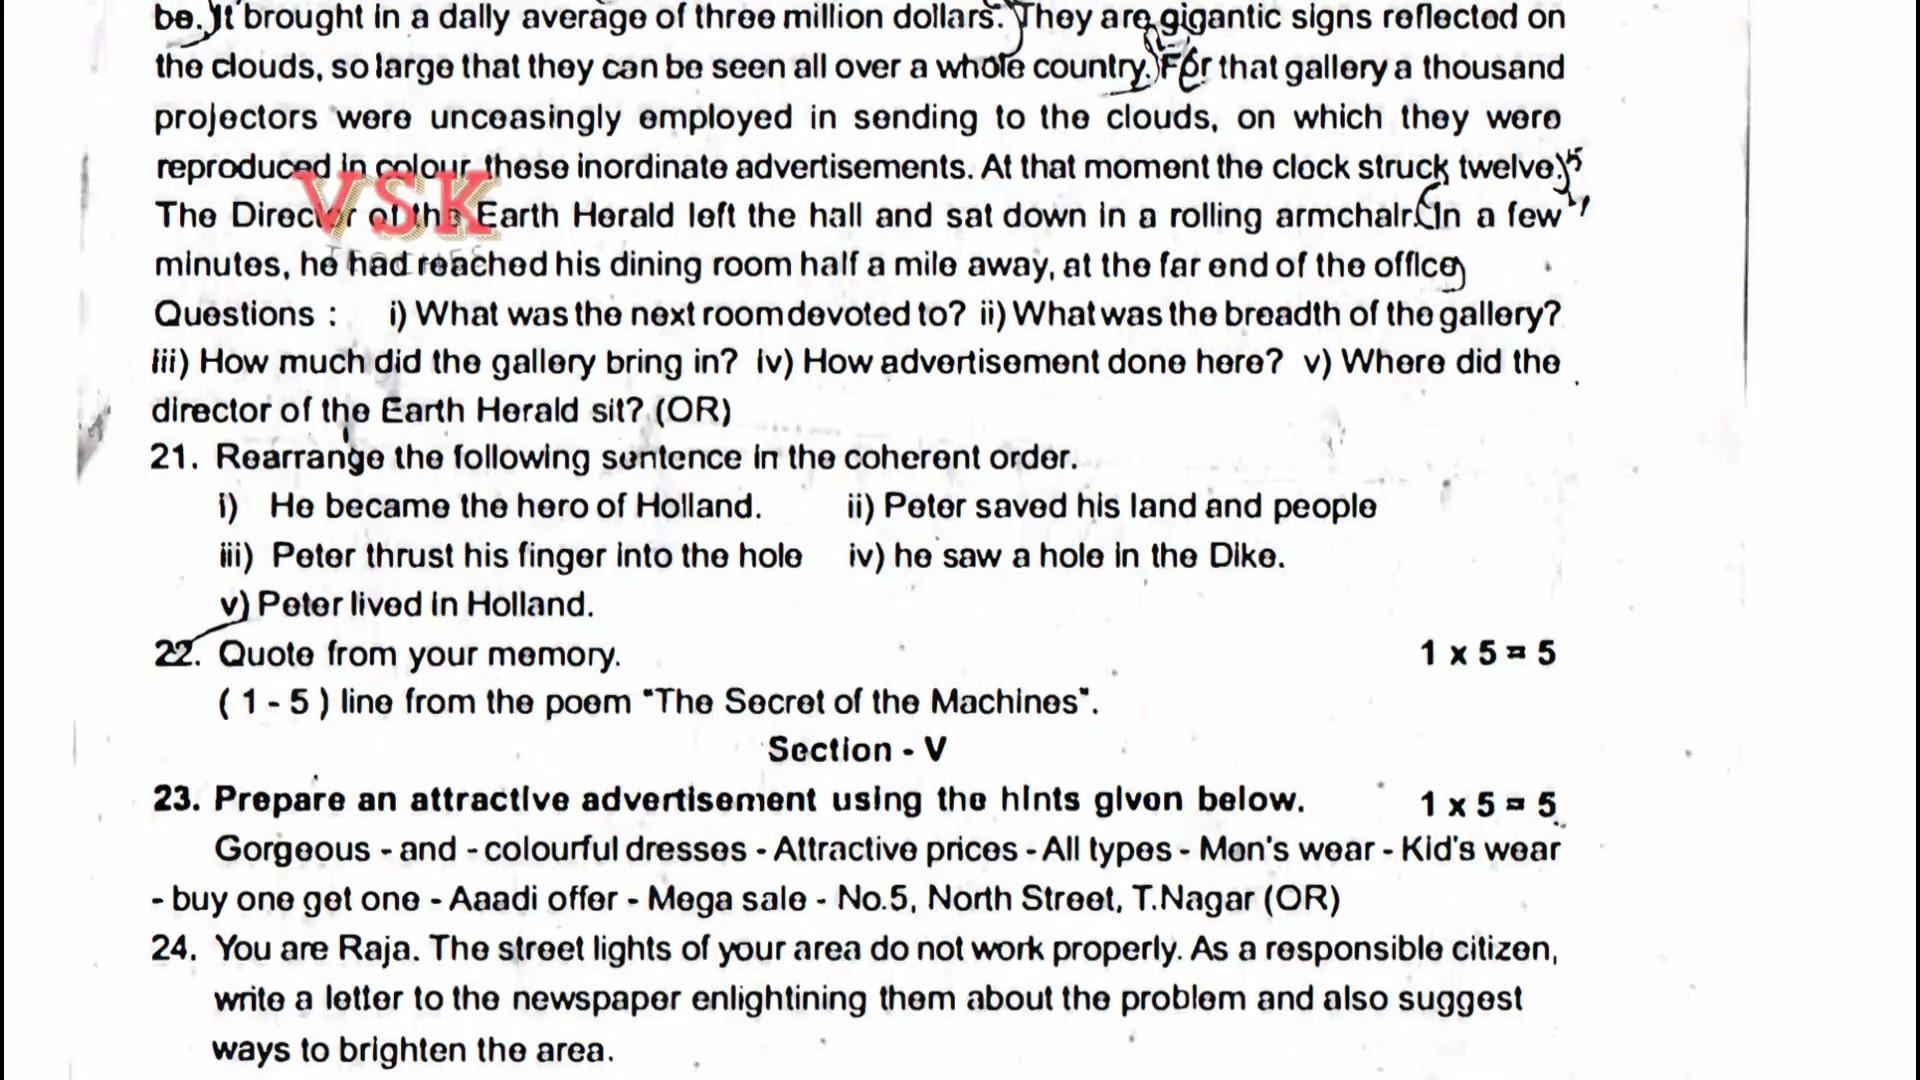 be. It brought in a daily average of three million dollars. They are gigantic signs reflected on
the clouds, so large that they can be seen all over a whole country. For that gallery a thousand
projectors were unceasingly employed in sending to the clouds, on which they were
reproduced in colour these inordinate advertisements. At that moment the clock struck twelve.
The Director of the Earth Herald left the hall and sat down in a rolling armchair. In a few
minutes, he had reached his dining room half a mile away, at the far end of the office
Questions : i) What was the next room devoted to? ii) What was the breadth of the gallery?
iii) How much did the gallery bring in? iv) How advertisement done here? v) Where did the
director of the Earth Herald sit? (OR)
21. Rearrange the following sentence in the coherent order.
i) He became the hero of Holland. ii) Peter saved his land and people
iii) Peter thrust his finger into the hole iv) he saw a hole in the Dike.
v) Peter lived in Holland.
22. Quote from your memory. 1 x 5 = 5
( 1 - 5 ) line from the poem "The Secret of the Machines".
Section - V
23. Prepare an attractive advertisement using the hints given below. 1 x 5 = 5
Gorgeous - and - colourful dresses - Attractive prices - All types - Men's wear - Kid's wear
- buy one get one - Aaadi offer - Mega sale - No.5, North Street, T.Nagar (OR)
24. You are Raja. The street lights of your area do not work properly. As a responsible citizen,
write a letter to the newspaper enlightining them about the problem and also suggest
ways to brighten the area.
VSK